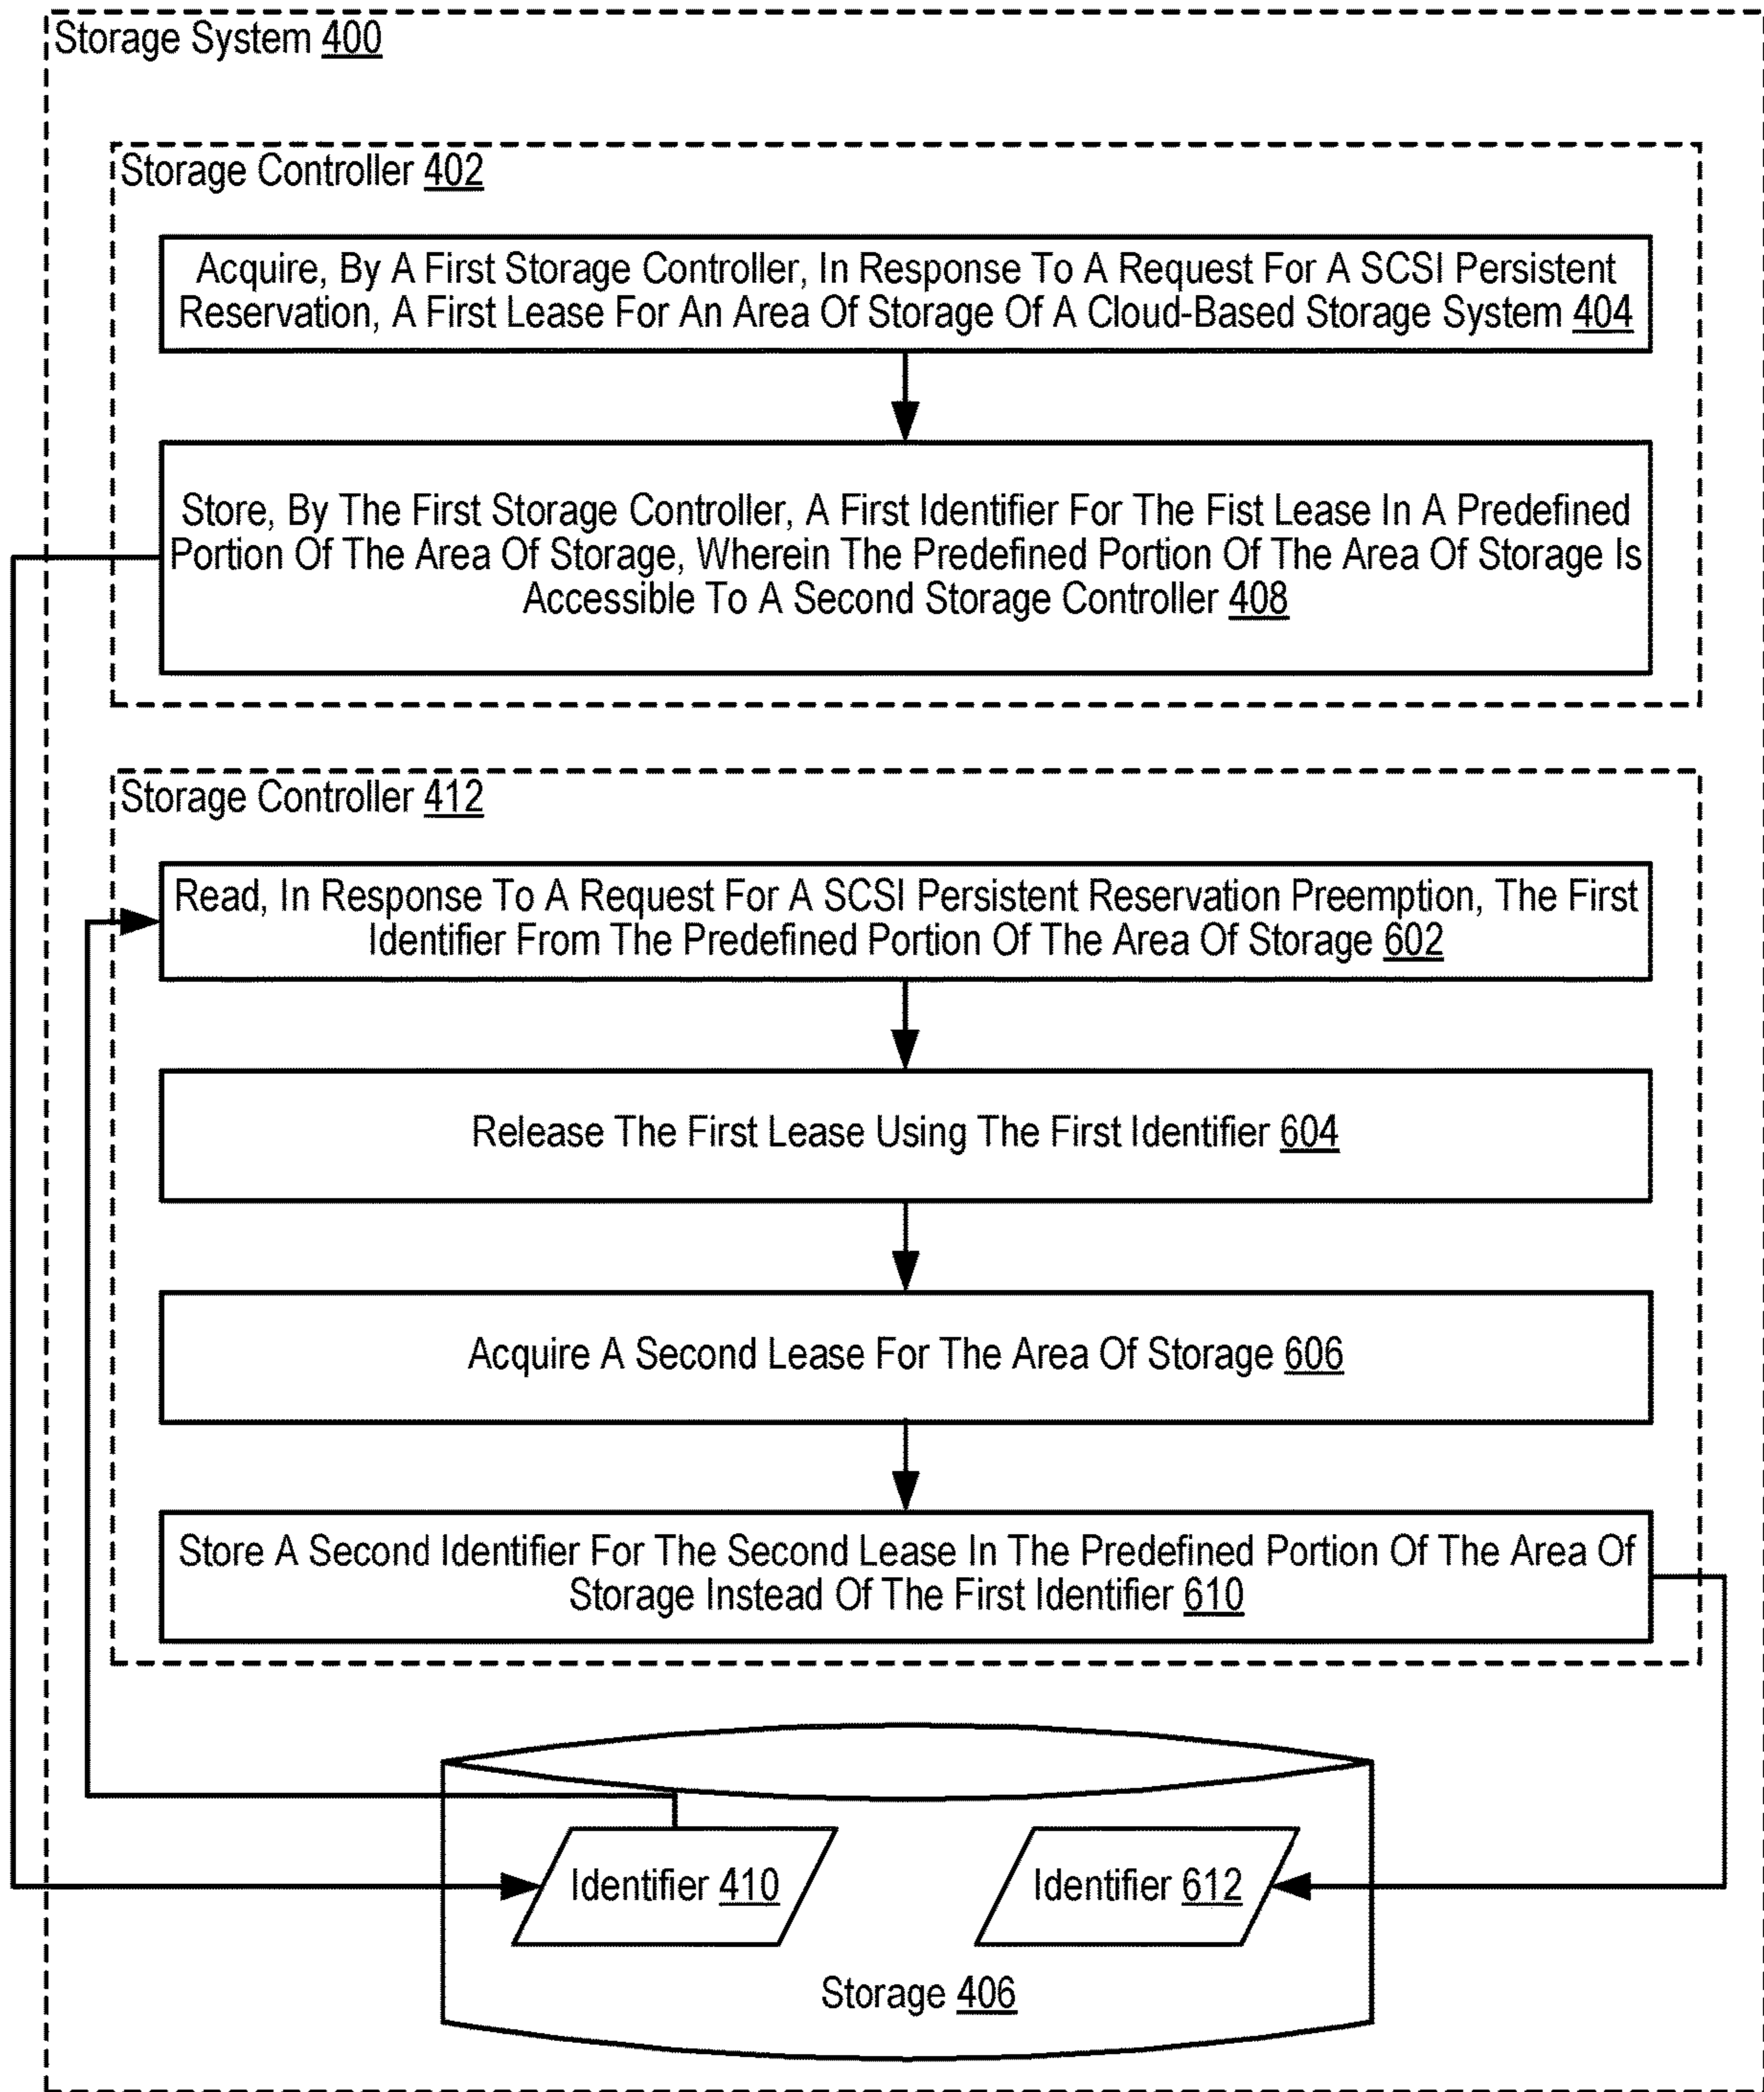 Storage System 400
Storage Controller 402
Acquire, By A First Storage Controller, In Response To A Request For A SCSI Persistent
Reservation, A First Lease For An Area Of Storage Of A Cloud-Based Storage System 404
Store, By The First Storage Controller, A First Identifier For The Fist Lease In A Predefined
Portion Of The Area Of Storage, Wherein The Predefined Portion Of The Area Of Storage Is
Accessible To A Second Storage Controller 408
Storage Controller 412
Read, In Response To A Request For A SCSI Persistent Reservation Preemption, The First
Identifier From The Predefined Portion Of The Area Of Storage 602
Release The First Lease Using The First Identifier 604
Acquire A Second Lease For The Area Of Storage 606
Store A Second Identifier For The Second Lease In The Predefined Portion Of The Area Of
Storage Instead Of The First Identifier 610
Identifier 410
Identifier 612
Storage 406